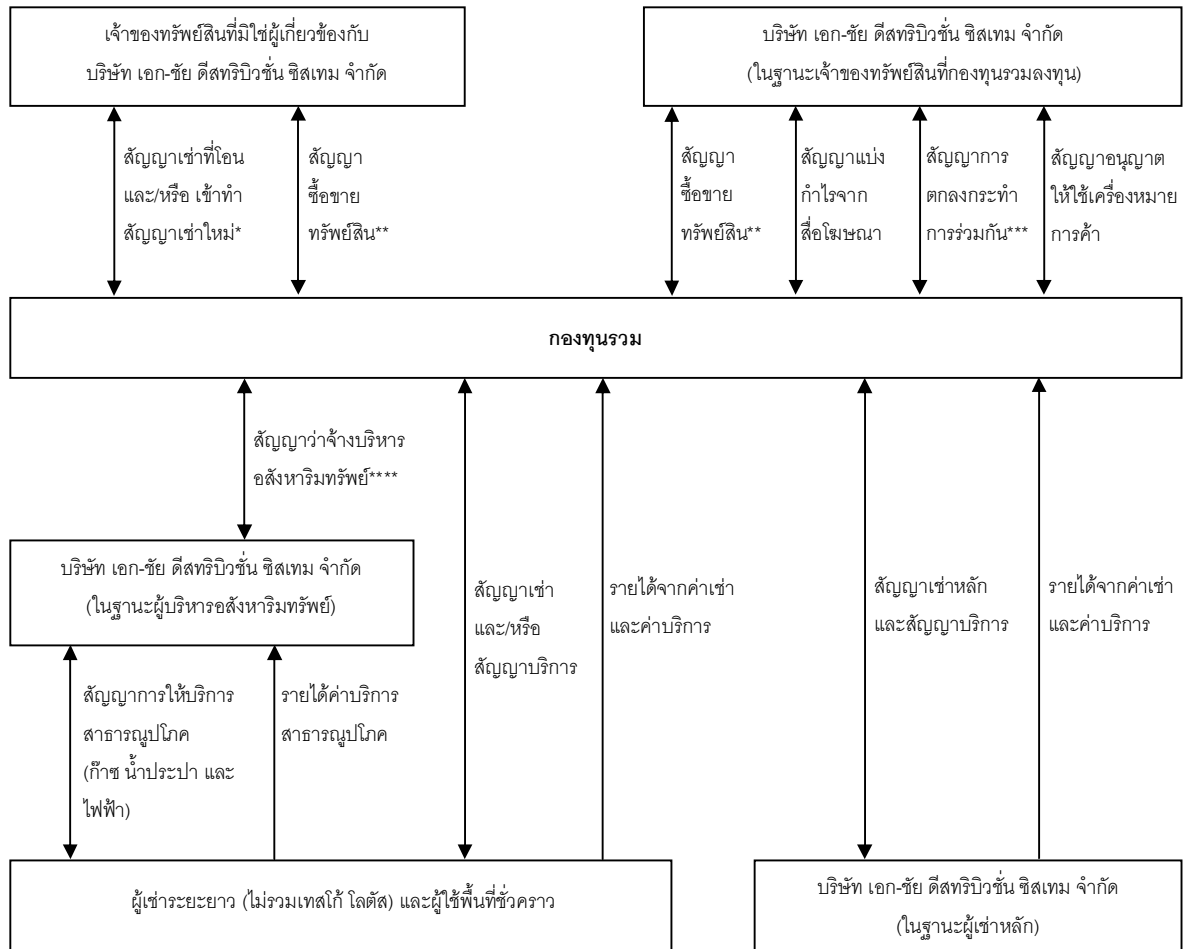 เจ้าของทรัพย์สินที่มิใช่ผู้เกี่ยวข้องกับ
บริษัท เอก-ชัย ดีสทริบิวชั่น ซิสเทม จำกัด
บริษัท เอก-ชัย ดีสทริบิวชั่น ซิสเทม จำกัด
(ในฐานะเจ้าของทรัพย์สินที่กองทุนรวมลงทุน)
สัญญาเช่าที่โอน
และ/หรือ เข้าทำ
สัญญาเช่าใหม่*
สัญญา
ซื้อขาย
ทรัพย์สิน**
สัญญา
ซื้อขาย
ทรัพย์สิน**
สัญญาแบ่ง
กำไรจาก
สื่อโฆษณา
สัญญาการ
ตกลงกระทำ
การร่วมกัน***
สัญญาอนุญาต
ให้ใช้เครื่องหมาย
การค้า
กองทุนรวม
สัญญาว่าจ้างบริหาร
อสังหาริมทรัพย์****
บริษัท เอก-ชัย ดีสทริบิวชั่น ซิสเทม จำกัด
(ในฐานะผู้บริหารอสังหาริมทรัพย์)
สัญญาเช่า
และ/หรือ
สัญญาบริการ
รายได้จากค่าเช่า
และค่าบริการ
สัญญาเช่าหลัก
และสัญญาบริการ
รายได้จากค่าเช่า
และค่าบริการ
สัญญาการให้บริการ
สาธารณูปโภค
(ก๊าซ น้ำประปา และ
ไฟฟ้า)
รายได้ค่าบริการ
สาธารณูปโภค
ผู้เช่าระยะยาว (ไม่รวมเทสโก้ โลตัส) และผู้ใช้พื้นที่ชั่วคราว
บริษัท เอก-ชัย ดีสทริบิวชั่น ซิสเทม จำกัด
(ในฐานะผู้เช่าหลัก)